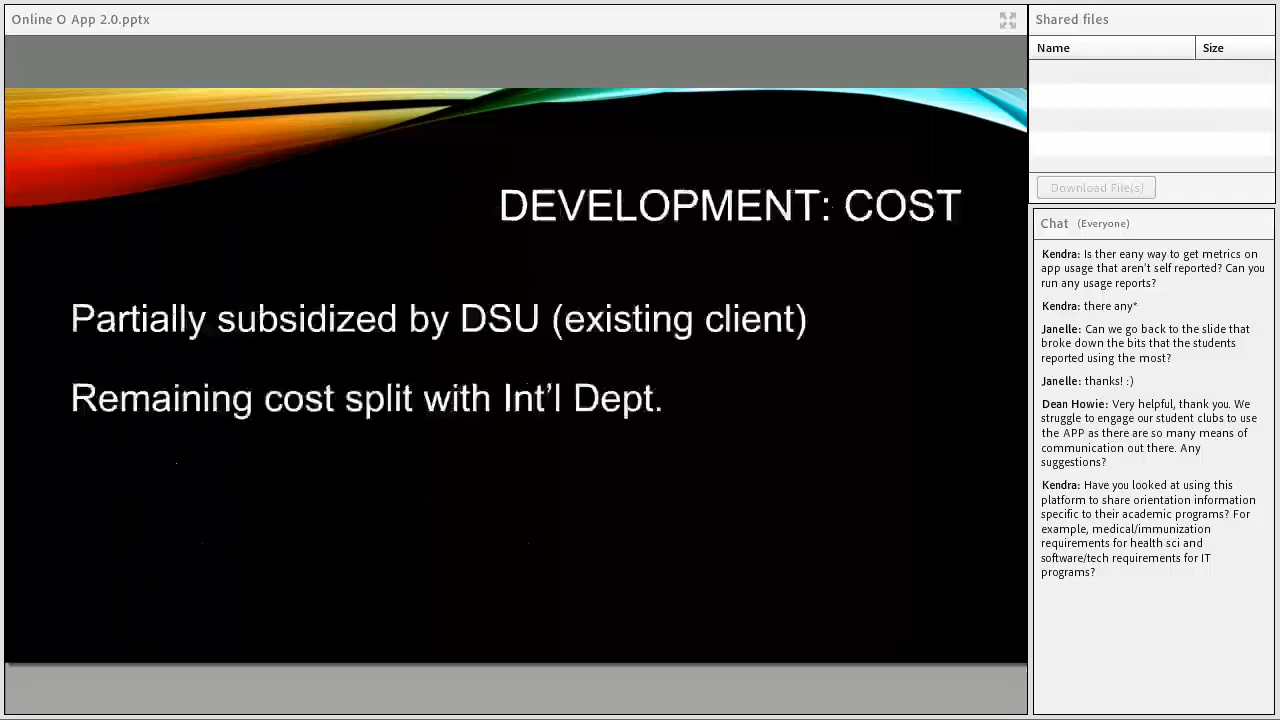 Online O App 2.0.pptx
DEVELOPMENT: COST
Partially subsidized by DSU (existing client)
Remaining cost split with Int'l Dept.
Shared files
Name Size
Download File(s)
Chat (Everyone)
Kendra: Is ther eany way to get metrics on
app usage that aren't self reported? Can you
run any usage reports?
Kendra: there any*
Janelle: Can we go back to the slide that
broke down the bits that the students
reported using the most?
Janelle: thanks! :)
Dean Howie: Very helpful, thank you. We
struggle to engage our student clubs to use
the APP as there are so many means of
communication out there. Any
suggestions?
Kendra: Have you looked at using this
platform to share orientation information
specific to their academic programs? For
example, medical/immunization
requirements for health sci and
software/tech requirements for IT
programs?